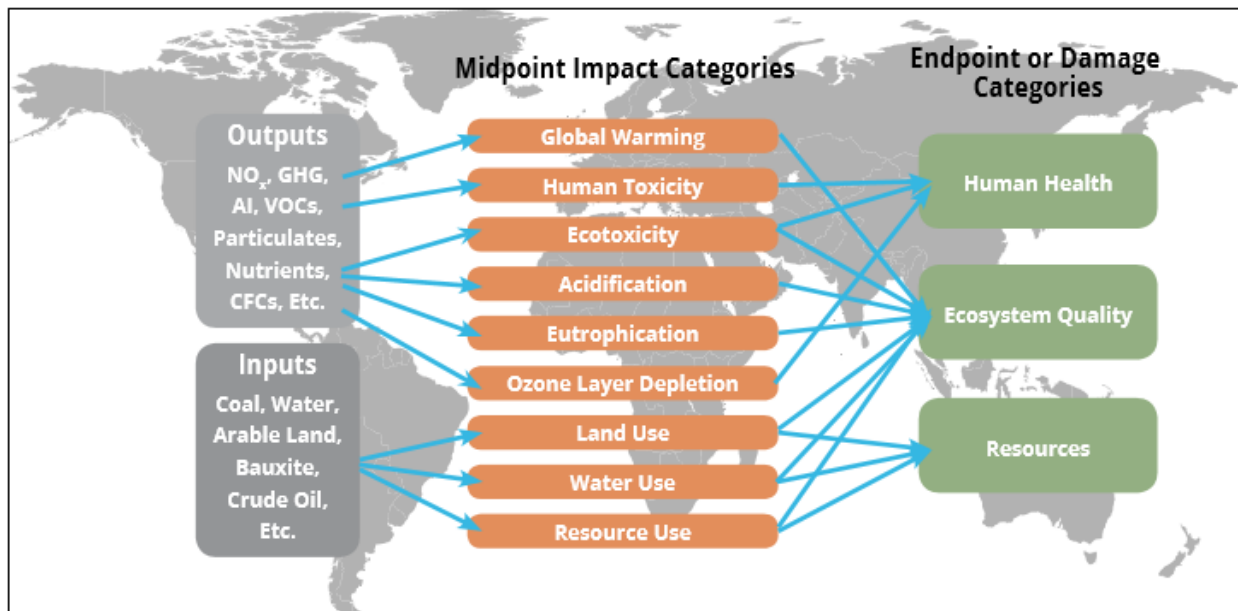 Midpoint Impact Categories
Endpoint or Damage
Categories
Outputs
NOx, GHG,
AI, VOCs,
Particulates,
Nutrients,
CFCs, Etc.
Inputs
Coal, Water,
Arable Land,
Bauxite,
Crude Oil,
Etc.
Global Warming
Human Toxicity
Ecotoxicity
Acidification
Eutrophication
Ozone Layer Depletion
Land Use
Water Use
Resource Use
Human Health
Ecosystem Quality
Resources